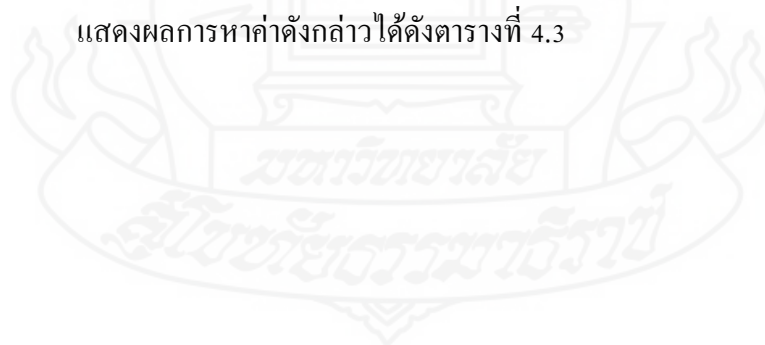 แสดงผลการหาค่าดังกล่าวได้ดังตารางที่ 4.3
มหาวิทยาลัย
สุโขทัยธรรมาธิราช